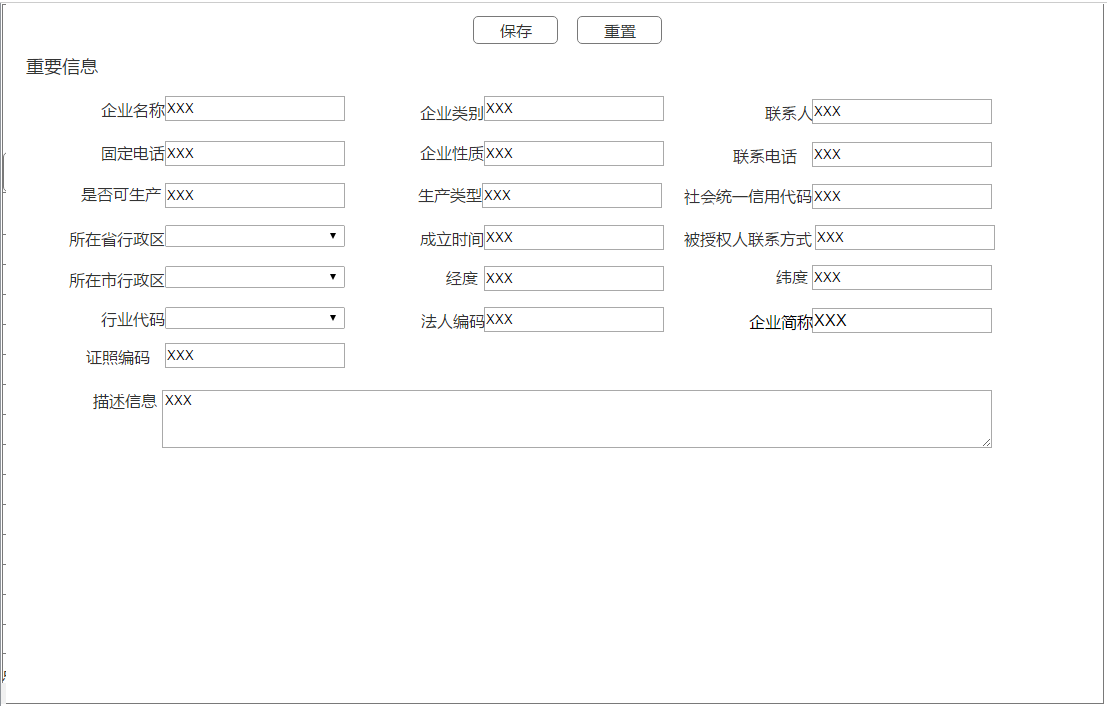 保存 重置
重要信息
企业名称 XXX 企业类别 XXX 联系人 XXX
固定电话 XXX 企业性质 XXX 联系电话 XXX
是否可生产 XXX 生产类型 XXX 社会统一信用代码 XXX
所在省行政区 成立时间 XXX 被授权人联系方式 XXX
所在市行政区 经度 XXX 纬度 XXX
行业代码 法人编码 XXX 企业简称 XXX
证照编码 XXX
描述信息 XXX